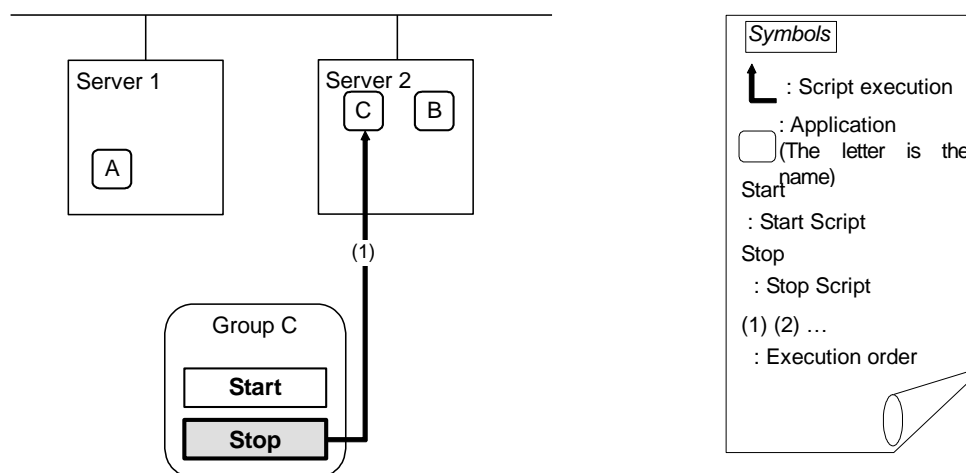 Server 1
Server 2
C
B
A
(1)
Group C
Start
Stop
Symbols
: Script execution
: Application
(The letter is the
name)
Start
: Start Script
Stop
: Stop Script
(1) (2) …
: Execution order